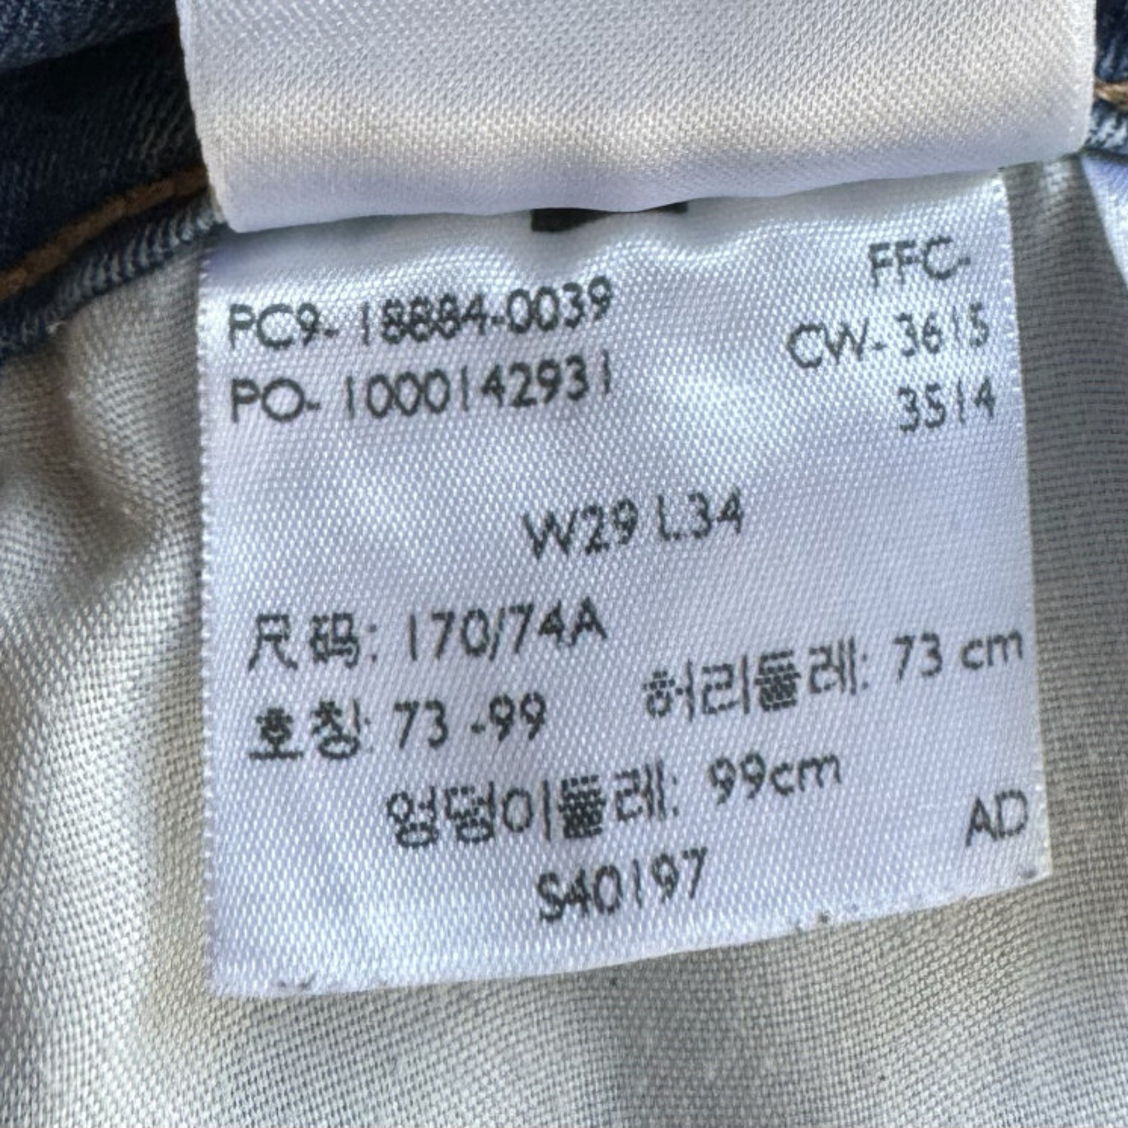 FFC-
PC9-18884-0039
CW-3615
PO-1000142931
3514
W29 L34
尺码: 170/74A
호칭: 73-99 허리둘레: 73 cm
엉덩이둘레: 99cm
AD
S40197